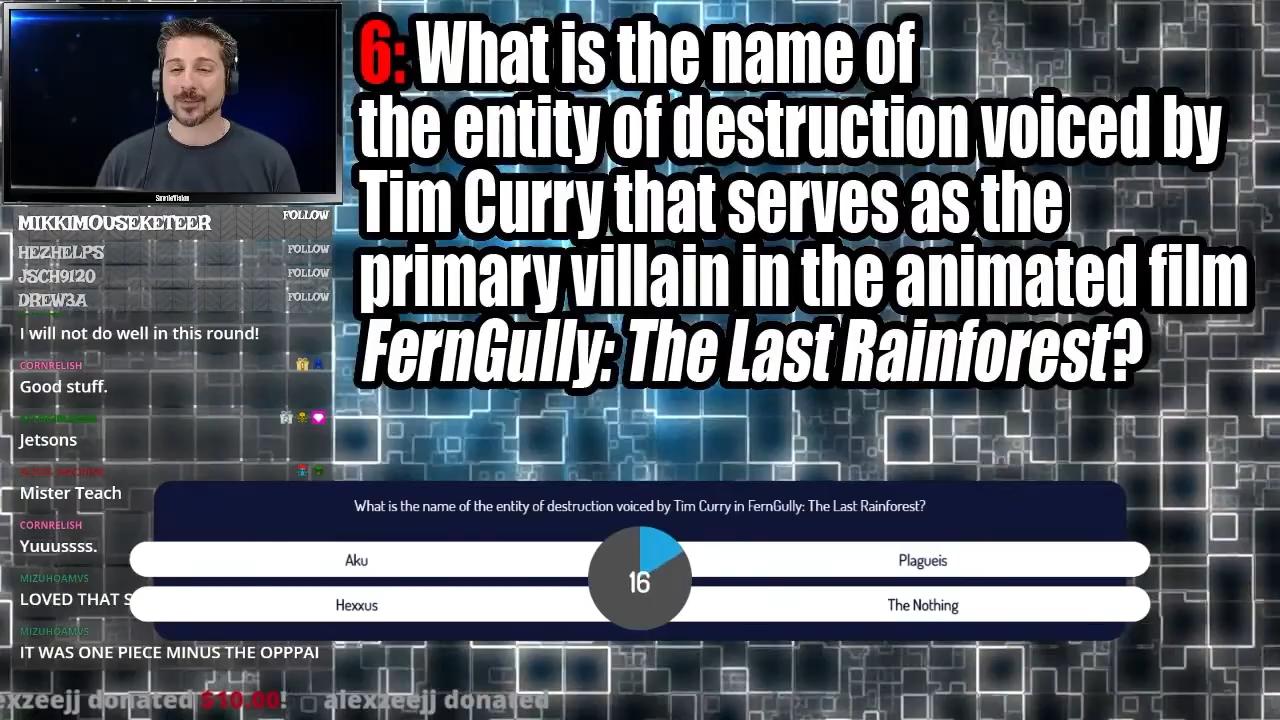 6: What is the name of
the entity of destruction voiced by
Tim Curry that serves as the
primary villain in the animated film
FernGully: The Last Rainforest?
MIKKIMOUSEKETEER FOLLOW
HEZHELPS FOLLOW
JSCH9120 FOLLOW
DREW3A FOLLOW
I will not do well in this round!
CORNRELISH
Good stuff.
Jetsons
Mister Teach
CORNRELISH
Yuuussss.
MIZUHOAMVS
LOVED THAT S
MIZUHOAMVS
IT WAS ONE PIECE MINUS THE OPPPAI
What is the name of the entity of destruction voiced by Tim Curry in FernGully: The Last Rainforest?
Aku
Plagueis
16
Hexxus
The Nothing
exzeejj donated $10.00! alexzeejj donated